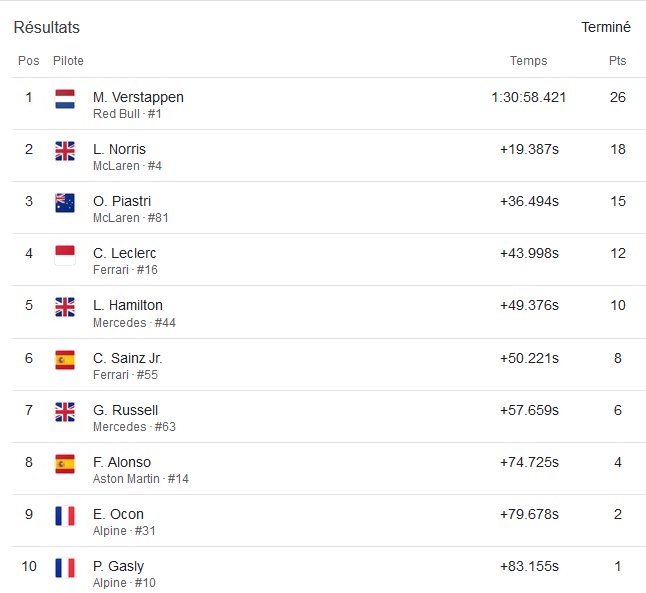 Résultats Terminé
Pos Pilote Temps Pts
1 M. Verstappen 1:30:58.421 26
Red Bull · #1
2 L. Norris +19.387s 18
McLaren · #4
3 O. Piastri +36.494s 15
McLaren · #81
4 C. Leclerc +43.998s 12
Ferrari · #16
5 L. Hamilton +49.376s 10
Mercedes · #44
6 C. Sainz Jr. +50.221s 8
Ferrari · #55
7 G. Russell +57.659s 6
Mercedes · #63
8 F. Alonso +74.725s 4
Aston Martin · #14
9 E. Ocon +79.678s 2
Alpine · #31
10 P. Gasly +83.155s 1
Alpine · #10